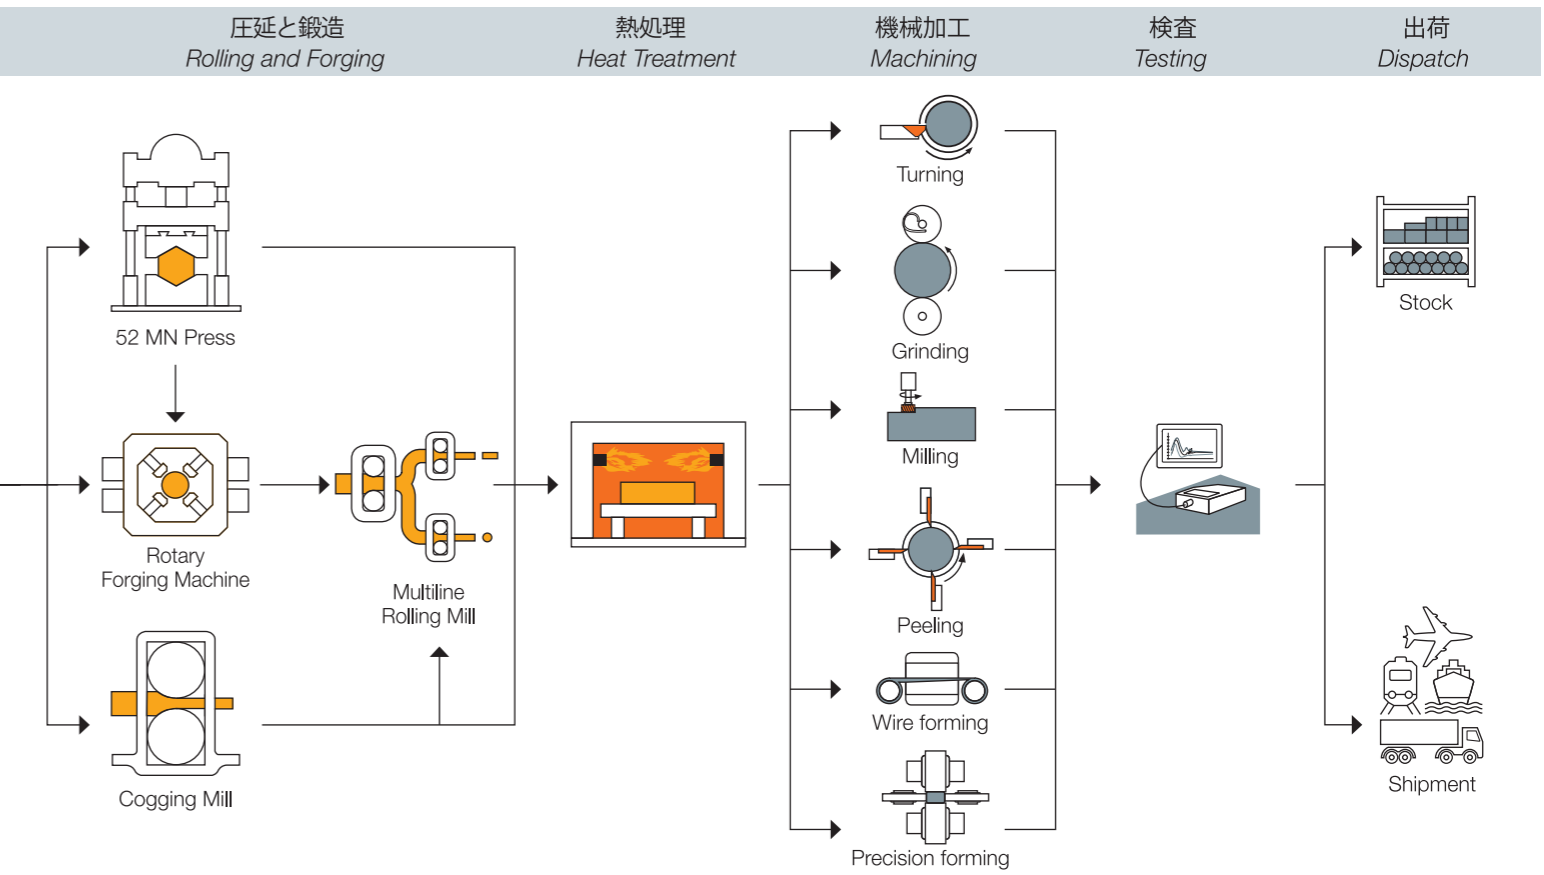 圧延と鍛造
Rolling and Forging
熱処理
Heat Treatment
機械加工
Machining
検査
Testing
出荷
Dispatch
52 MN Press
Rotary
Forging Machine
Multiline
Rolling Mill
Cogging Mill
Turning
Grinding
Milling
Peeling
Wire forming
Precision forming
Stock
Shipment